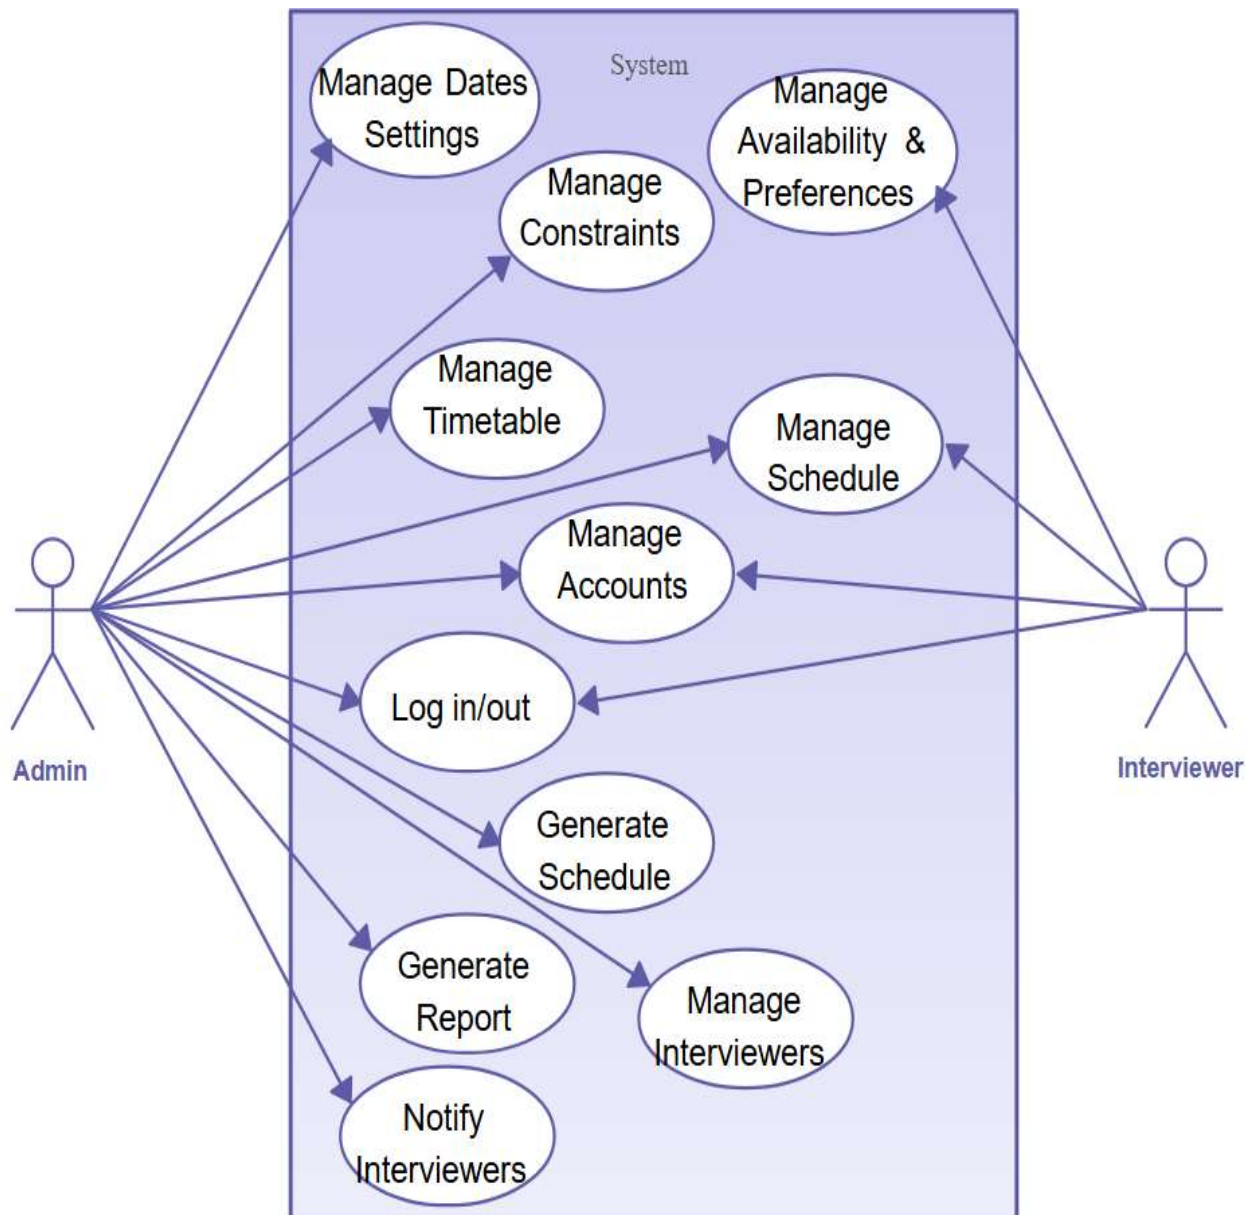 System
Manage Dates
Settings
Manage
Availability &
Preferences
Manage
Constraints
Manage
Timetable
Manage
Schedule
Manage
Accounts
Log in/out
Admin
Interviewer
Generate
Schedule
Generate
Report
Manage
Interviewers
Notify
Interviewers